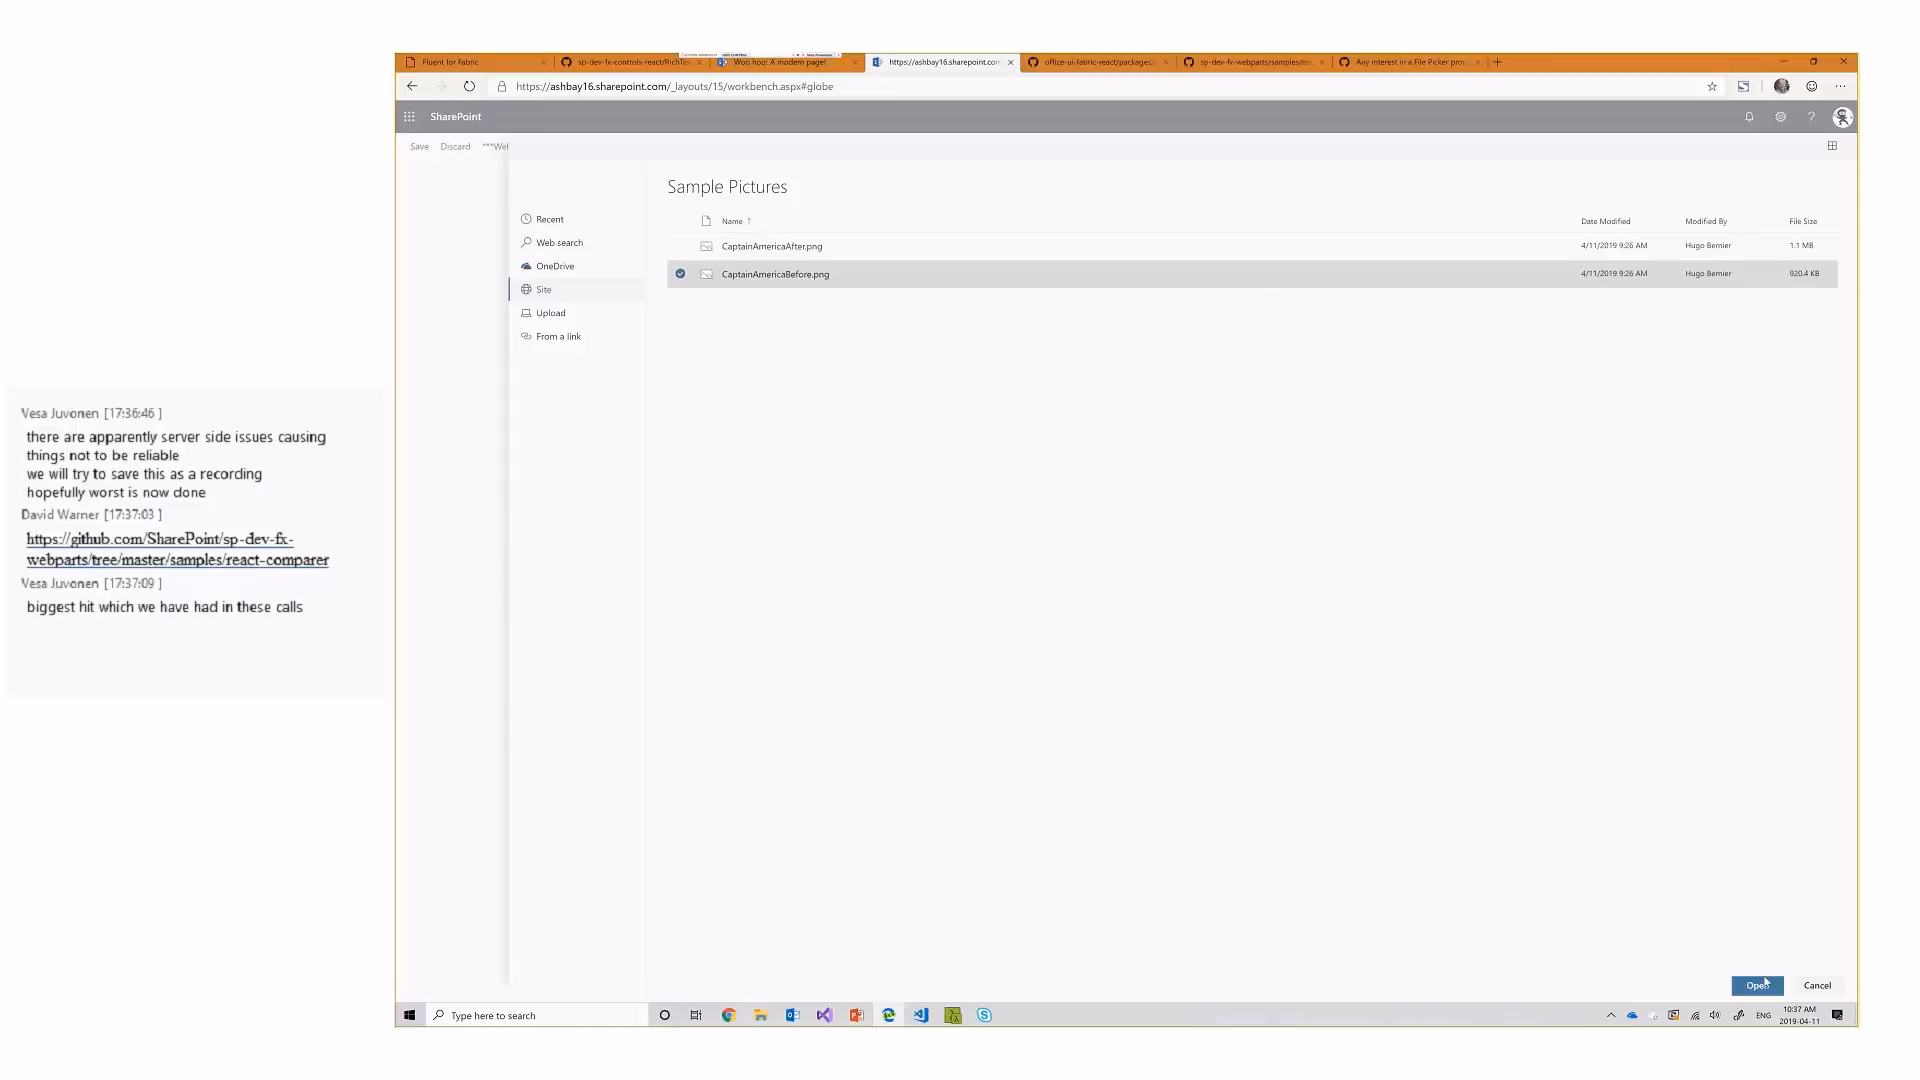 Fluent for Fabric
sp-dev-fx-controls-react/RichTe
Woo hoo! A modern page!
https://ashbay16.sharepoint.com
office-ui-fabric-react/packages
sp-dev-fx-webparts/samples/
Any interest in a File Picker pro
https://ashbay16.sharepoint.com/_layouts/15/workbench.aspx#globe
SharePoint
Save Discard ***Wel
Sample Pictures
Recent
Web search
OneDrive
Site
Upload
From a link
Name ↑ Date Modified Modified By File Size
CaptainAmericaAfter.png 4/11/2019 9:26 AM Hugo Bernier 1.1 MB
CaptainAmericaBefore.png 4/11/2019 9:26 AM Hugo Bernier 920.4 KB
Vesa Juvonen [17:36:46 ]
there are apparently server side issues causing
things not to be reliable
we will try to save this as a recording
hopefully worst is now done
David Warner [17:37:03 ]
https://github.com/SharePoint/sp-dev-fx-
webparts/tree/master/samples/react-comparer
Vesa Juvonen [17:37:09 ]
biggest hit which we have had in these calls
Open Cancel
Type here to search
ENG
10:37 AM
2019-04-11